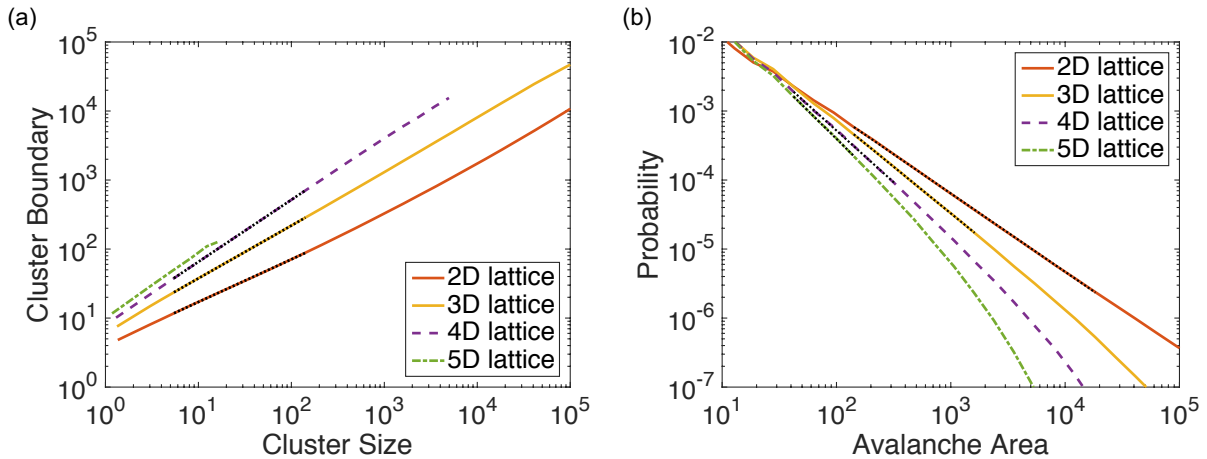 (a)
Cluster Boundary
10^5
10^4
10^3
10^2
10^1
10^0
2D lattice
3D lattice
4D lattice
5D lattice
10^0 10^1 10^2 10^3 10^4 10^5
Cluster Size
(b)
Probability
10^-2
10^-3
10^-4
10^-5
10^-6
10^-7
2D lattice
3D lattice
4D lattice
5D lattice
10^1 10^2 10^3 10^4 10^5
Avalanche Area